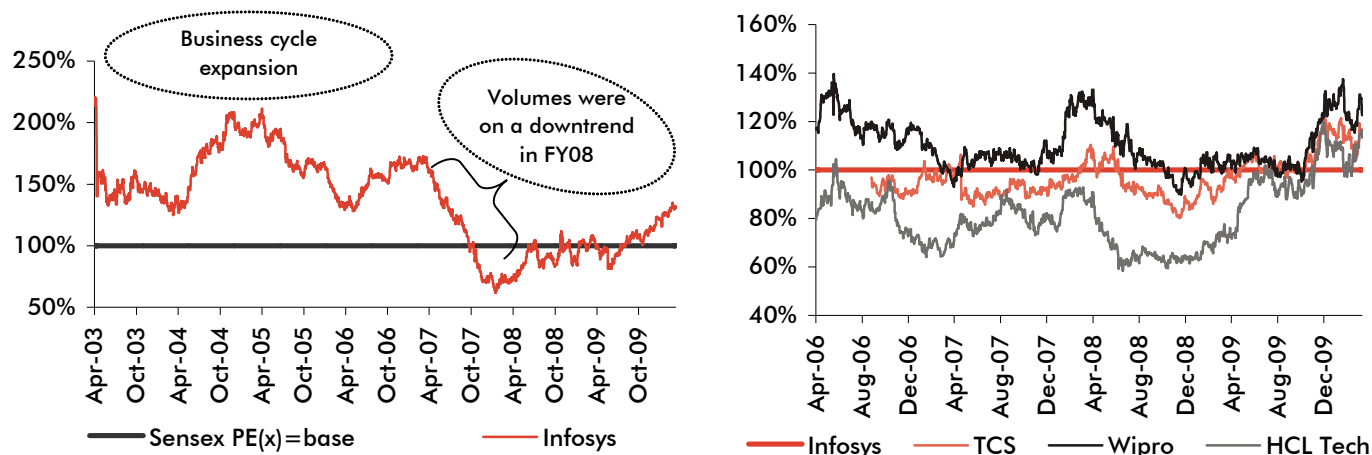 250%
200%
150%
100%
50%
Business cycle
expansion
Volumes were
on a downtrend
in FY08
Apr-03
Oct-03
Apr-04
Oct-04
Apr-05
Oct-05
Apr-06
Oct-06
Apr-07
Oct-07
Apr-08
Oct-08
Apr-09
Oct-09
Sensex PE(x)=base
Infosys
160%
140%
120%
100%
80%
60%
40%
Apr-06
Aug-06
Dec-06
Apr-07
Aug-07
Dec-07
Apr-08
Aug-08
Dec-08
Apr-09
Aug-09
Dec-09
Infosys
TCS
Wipro
HCL Tech